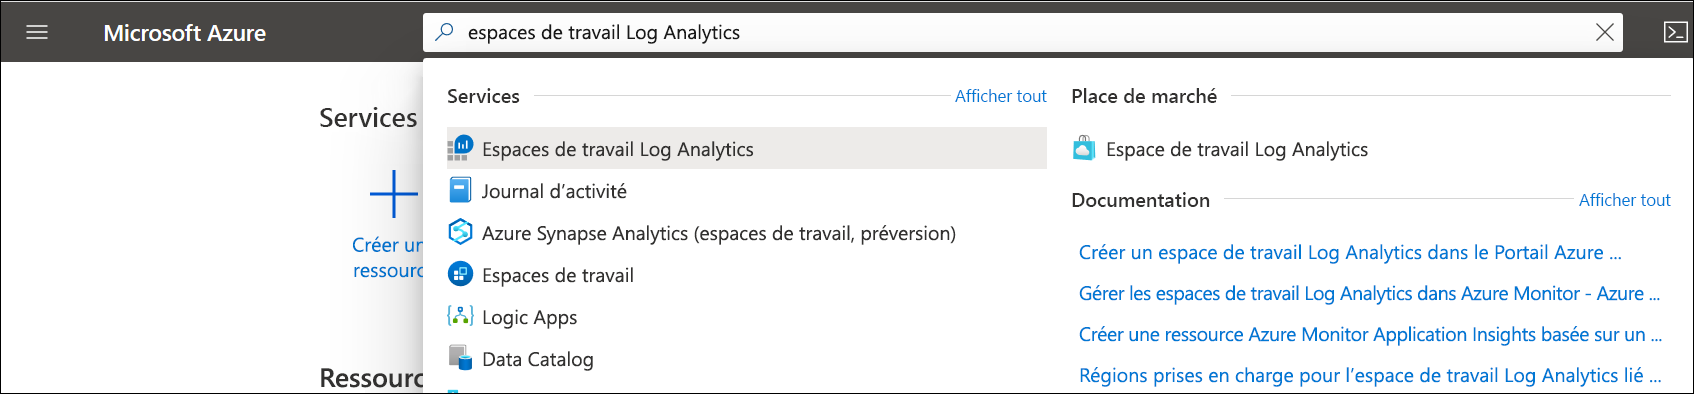 Microsoft Azure
espaces de travail Log Analytics
Services
Créer un
ressourc
Ressourc
Services
Afficher tout
Espaces de travail Log Analytics
Journal d’activité
Azure Synapse Analytics (espaces de travail, préversion)
Espaces de travail
Logic Apps
Data Catalog
Place de marché
Espace de travail Log Analytics
Documentation
Afficher tout
Créer un espace de travail Log Analytics dans le Portail Azure ...
Gérer les espaces de travail Log Analytics dans Azure Monitor - Azure ...
Créer une ressource Azure Monitor Application Insights basée sur un ...
Régions prises en charge pour l’espace de travail Log Analytics lié ...